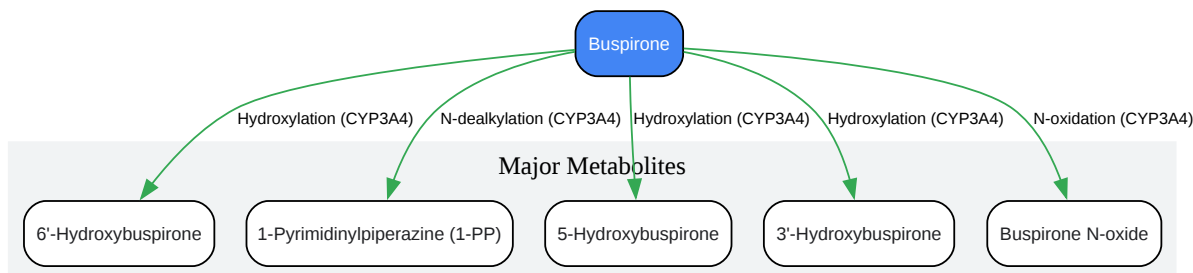 Buspirone
Hydroxylation (CYP3A4)
N-dealkylation (CYP3A4)
Hydroxylation (CYP3A4)
Hydroxylation (CYP3A4)
N-oxidation (CYP3A4)
Major Metabolites
6'-Hydroxybuspirone
1-Pyrimidinylpiperazine (1-PP)
5-Hydroxybuspirone
3'-Hydroxybuspirone
Buspirone N-oxide